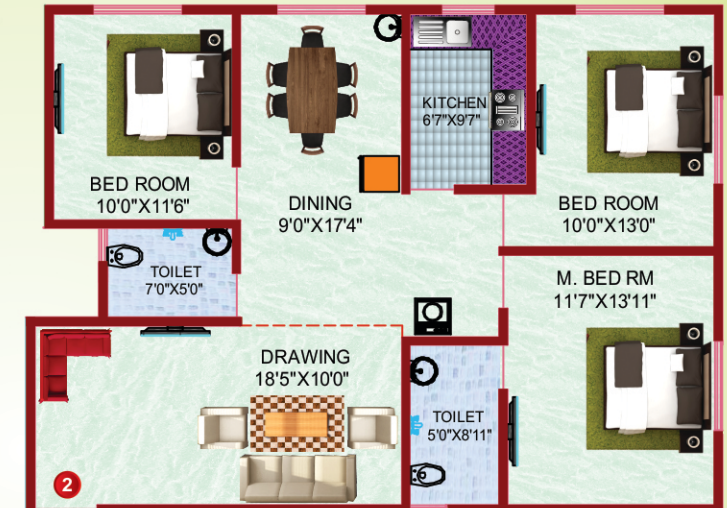 KITCHEN
6'7"X9'7"
BED ROOM
10'0"X11'6"
DINING
9'0"X17'4"
BED ROOM
10'0"X13'0"
TOILET
7'0"X5'0"
M. BED RM
11'7"X13'11"
DRAWING
18'5"X10'0"
TOILET
5'0"X8'11"
2